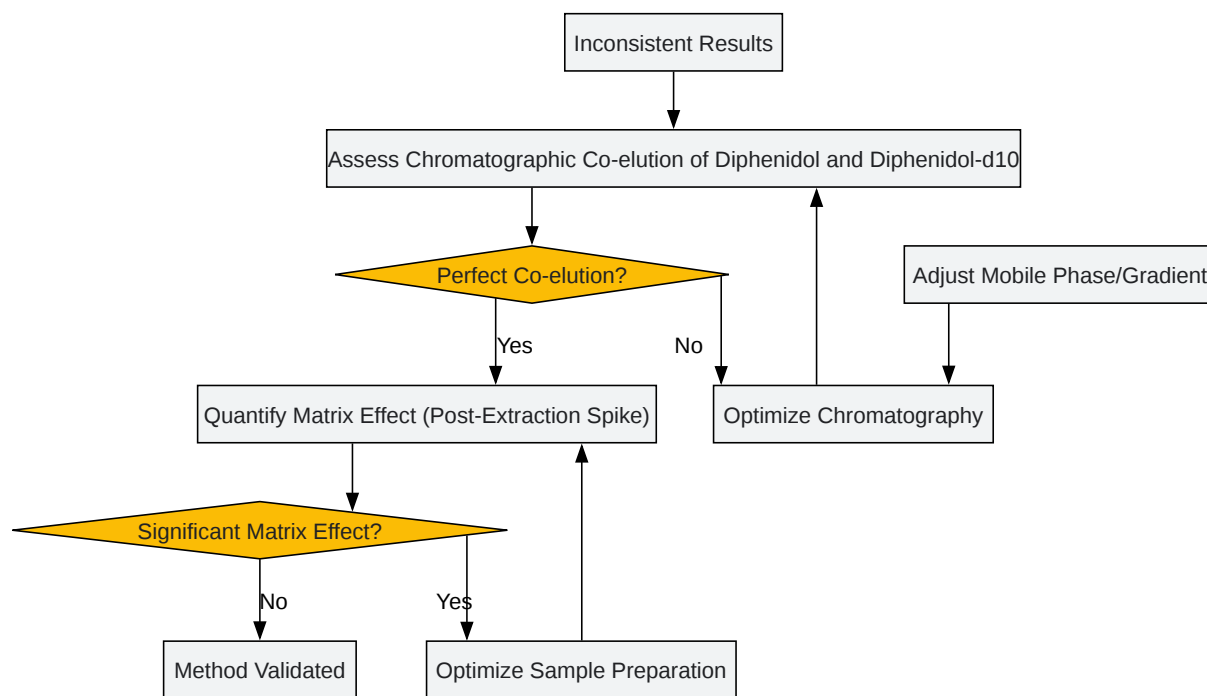 Inconsistent Results
Assess Chromatographic Co-elution of Diphenidol and Diphenidol-d10
Perfect Co-elution?
Adjust Mobile Phase/Gradient
Yes
No
Quantify Matrix Effect (Post-Extraction Spike)
Optimize Chromatography
Significant Matrix Effect?
No
Yes
Method Validated
Optimize Sample Preparation